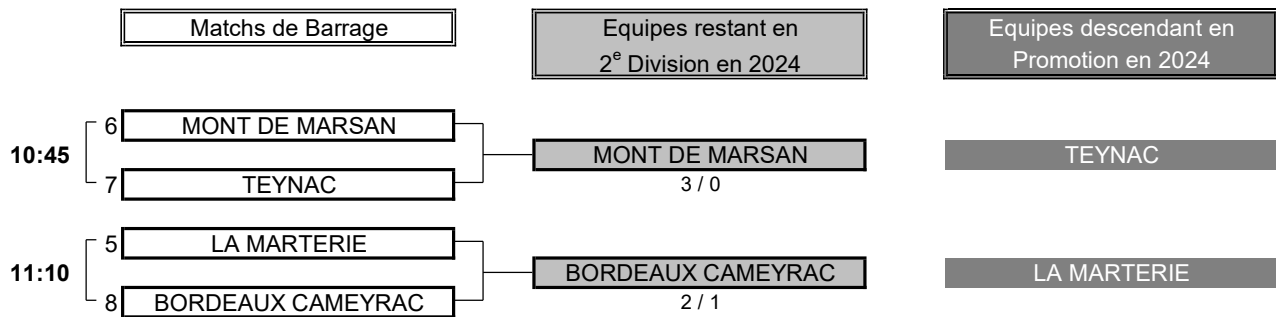 Matchs de Barrage
Equipes restant en
2e Division en 2024
Equipes descendant en
Promotion en 2024
10:45
6 MONT DE MARSAN
7 TEYNAC
MONT DE MARSAN
3 / 0
TEYNAC
11:10
5 LA MARTERIE
8 BORDEAUX CAMEYRAC
BORDEAUX CAMEYRAC
2 / 1
LA MARTERIE